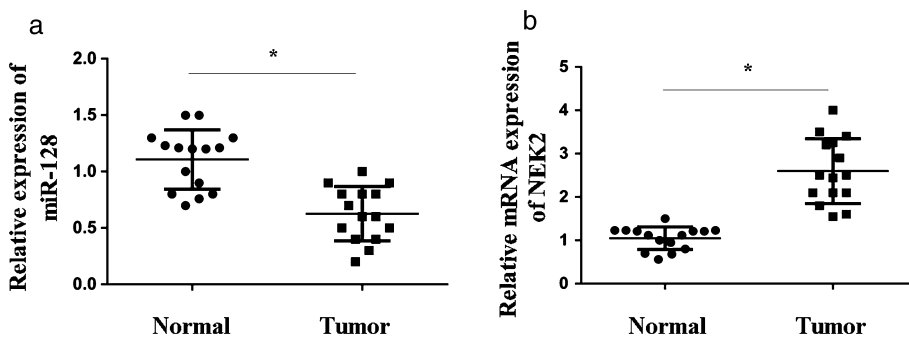 a
*
Relative expression of
miR-128
2.0
1.5
1.0
0.5
0.0
Normal
Tumor
b
*
Relative mRNA expression
of NEK2
5
4
3
2
1
0
Normal
Tumor